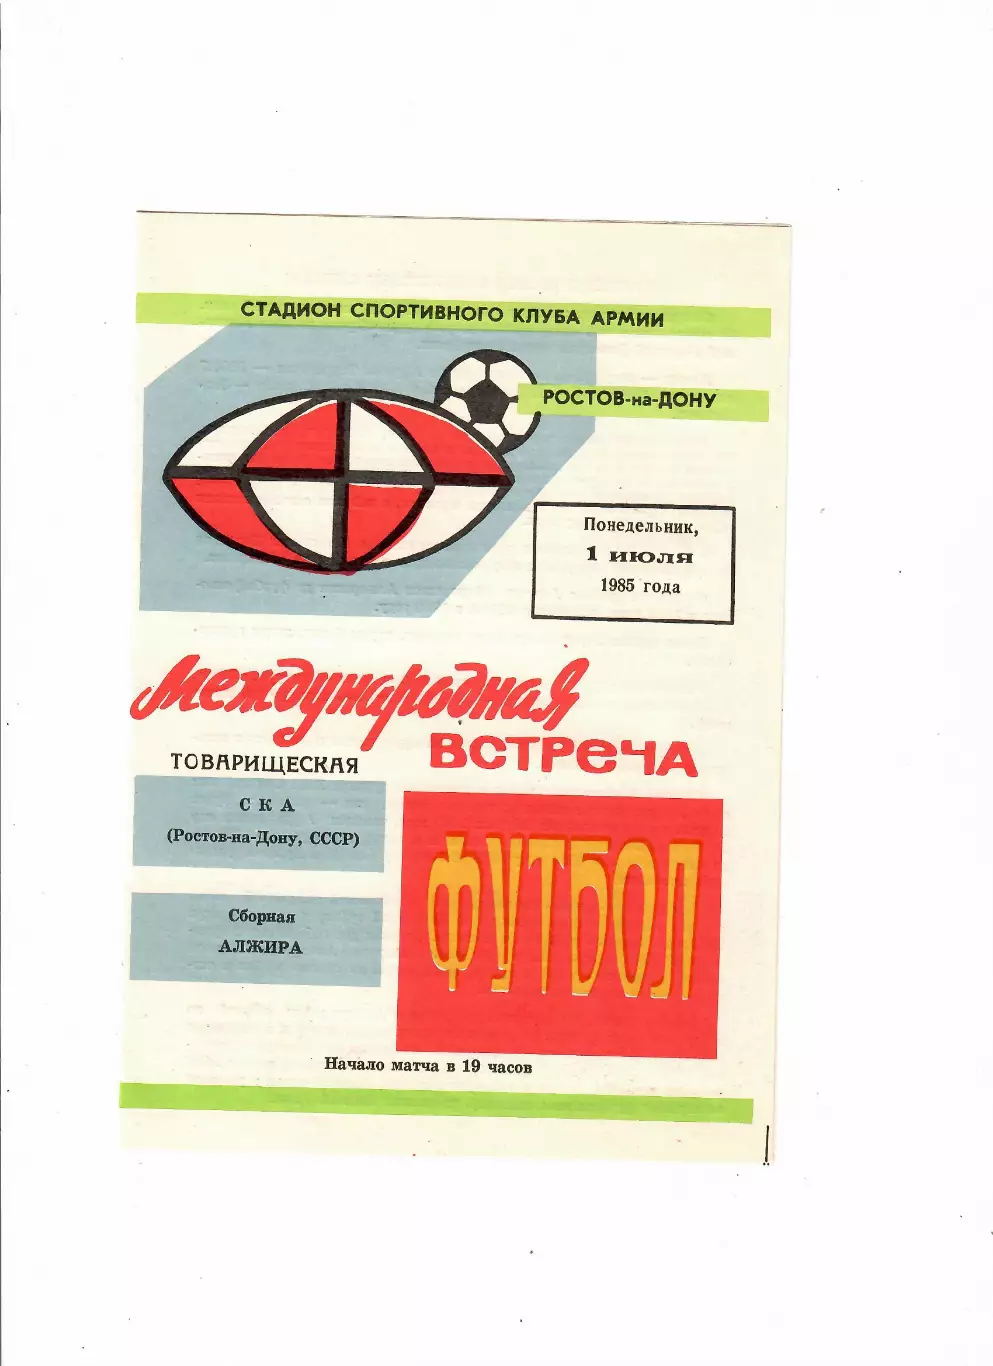 СТАДИОН СПОРТИВНОГО КЛУБА АРМИИ
РОСТОВ-на-ДОНУ
Понедельник,
1 июля
1985 года
Международная
ВСТРЕЧА
ТОВАРИЩЕСКАЯ
СКА
(Ростов-на-Дону, СССР)
Сборная
АЛЖИРА
ФУТБОЛ
Начало матча в 19 часов